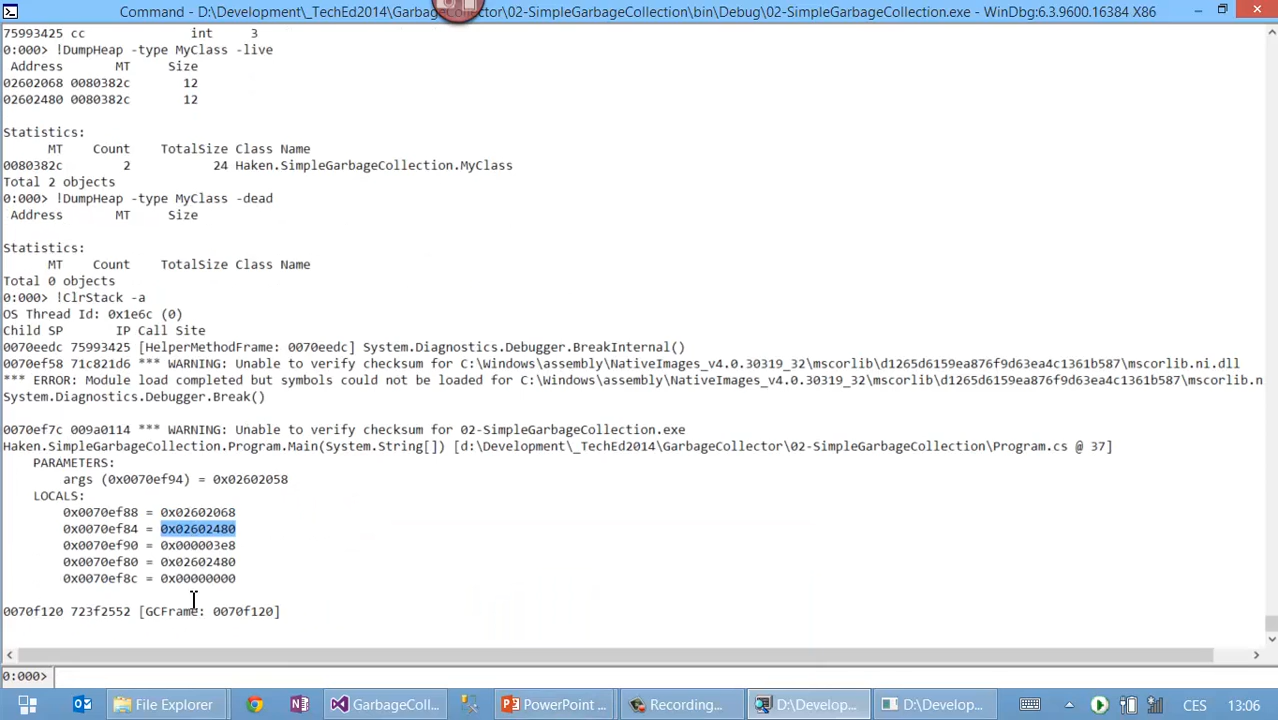 Command - D:\Development\_TechEd2014\GarbageCollector\02-SimpleGarbageCollection\bin\Debug\02-SimpleGarbageCollection.exe - WinDbg:6.3.9600.16384 X86
75993425 cc int 3
0:000> !DumpHeap -type MyClass -live
Address MT Size
02602068 0080382c 12
02602480 0080382c 12
Statistics:
MT Count TotalSize Class Name
0080382c 2 24 Haken.SimpleGarbageCollection.MyClass
Total 2 objects
0:000> !DumpHeap -type MyClass -dead
Address MT Size
Statistics:
MT Count TotalSize Class Name
Total 0 objects
0:000> !ClrStack -a
OS Thread Id: 0x1e6c (0)
Child SP IP Call Site
0070eedc 75993425 [HelperMethodFrame: 0070eedc] System.Diagnostics.Debugger.BreakInternal()
0070ef58 71c821d6 *** WARNING: Unable to verify checksum for C:\Windows\assembly\NativeImages_v4.0.30319_32\mscorlib\d1265d6159ea876f9d63ea4c1361b587\mscorlib.ni.dll
*** ERROR: Module load completed but symbols could not be loaded for C:\Windows\assembly\NativeImages_v4.0.30319_32\mscorlib\d1265d6159ea876f9d63ea4c1361b587\mscorlib.n
System.Diagnostics.Debugger.Break()
0070ef7c 009a0114 *** WARNING: Unable to verify checksum for 02-SimpleGarbageCollection.exe
Haken.SimpleGarbageCollection.Program.Main(System.String[]) [d:\Development\_TechEd2014\GarbageCollector\02-SimpleGarbageCollection\Program.cs @ 37]
PARAMETERS:
args (0x0070ef94) = 0x02602058
LOCALS:
0x0070ef88 = 0x02602068
0x0070ef84 = 0x02602480
0x0070ef90 = 0x000003e8
0x0070ef80 = 0x02602480
0x0070ef8c = 0x00000000
0070f120 723f2552 [GCFrame: 0070f120]
0:000>
File Explorer GarbageColl... PowerPoint ... Recording... D:\Develop... D:\Develop... CES 13:06